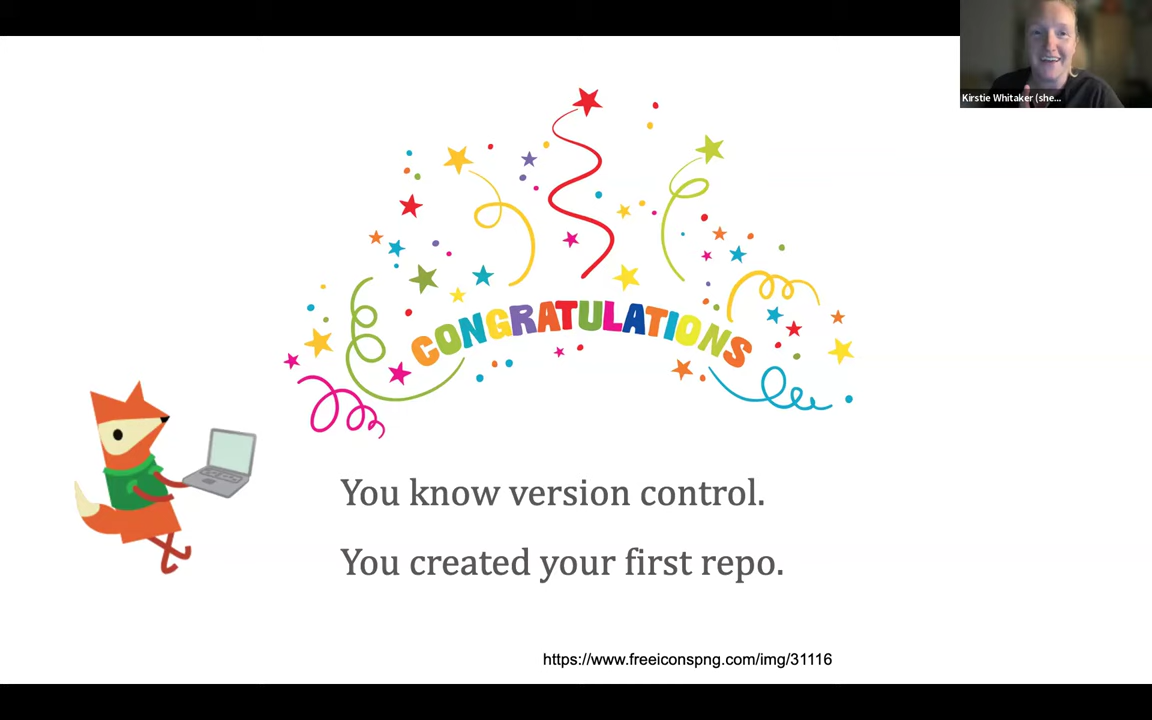 Kirstie Whitaker (she...
CONGRATULATIONS
You know version control.
You created your first repo.
https://www.freeiconspng.com/img/31116